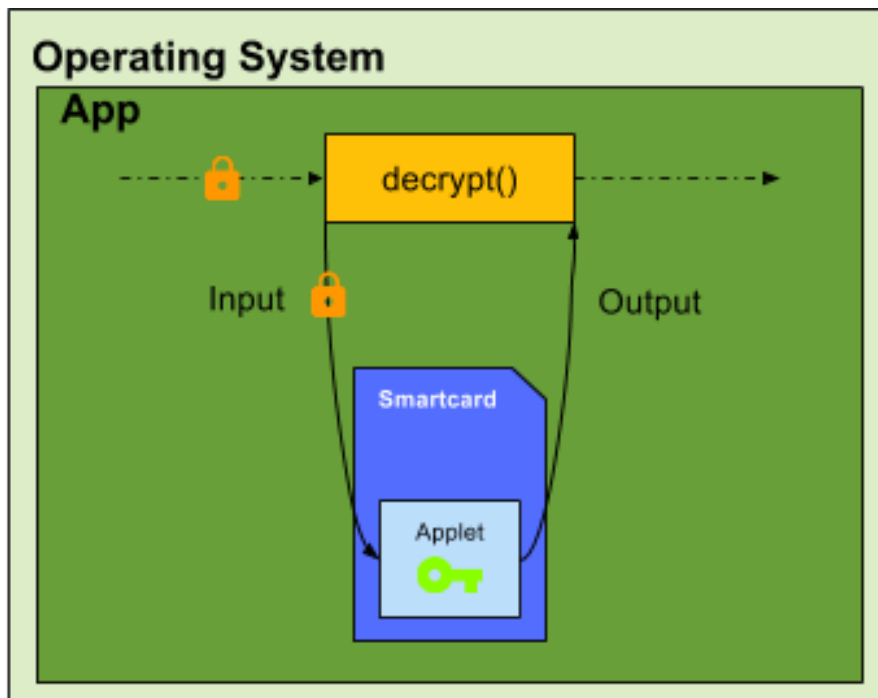 Operating System
App
decrypt()
Input
Output
Smartcard
Applet